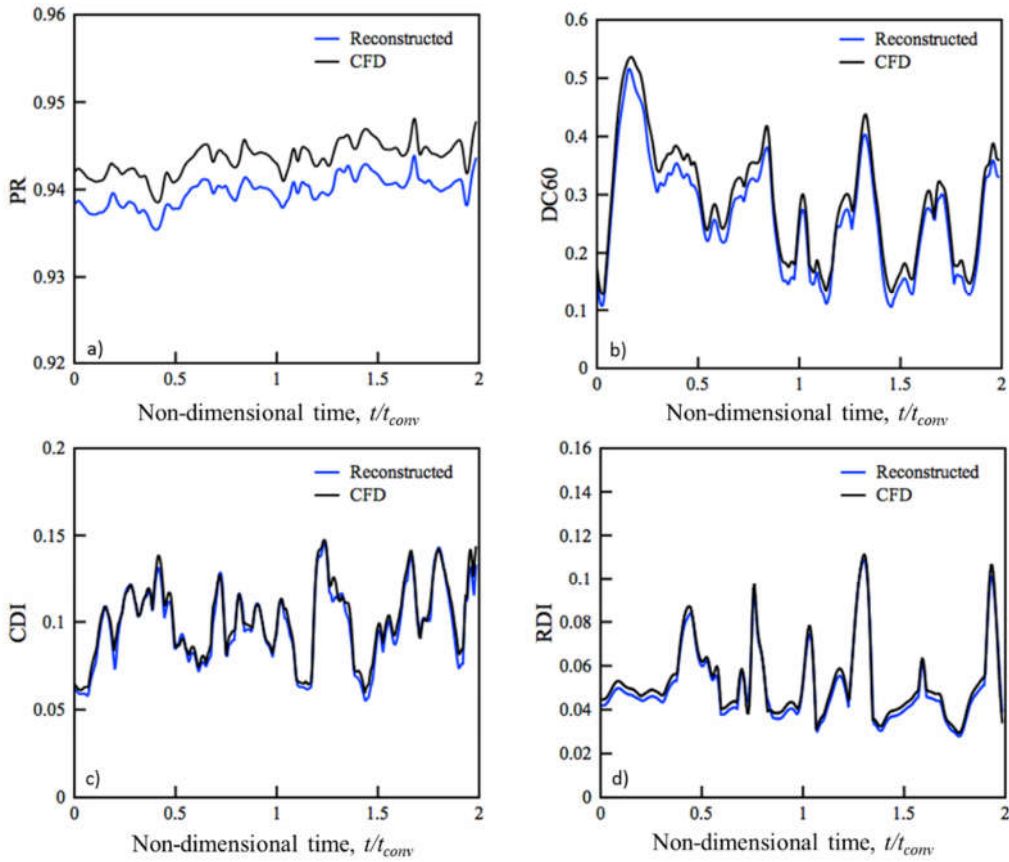 0.96
0.95
0.94
0.93
0.92
PR
Reconstructed
CFD
a)
0
0.5
1
1.5
2
Non-dimensional time, t/tconv
0.6
0.5
0.4
0.3
0.2
0.1
0
DC60
Reconstructed
CFD
b)
0
0.5
1
1.5
2
Non-dimensional time, t/tconv
0.2
0.15
0.1
0.05
0
CDI
Reconstructed
CFD
c)
0
0.5
1
1.5
2
Non-dimensional time, t/tconv
0.16
0.14
0.12
0.1
0.08
0.06
0.04
0.02
0
RDI
Reconstructed
CFD
d)
0
0.5
1
1.5
2
Non-dimensional time, t/tconv